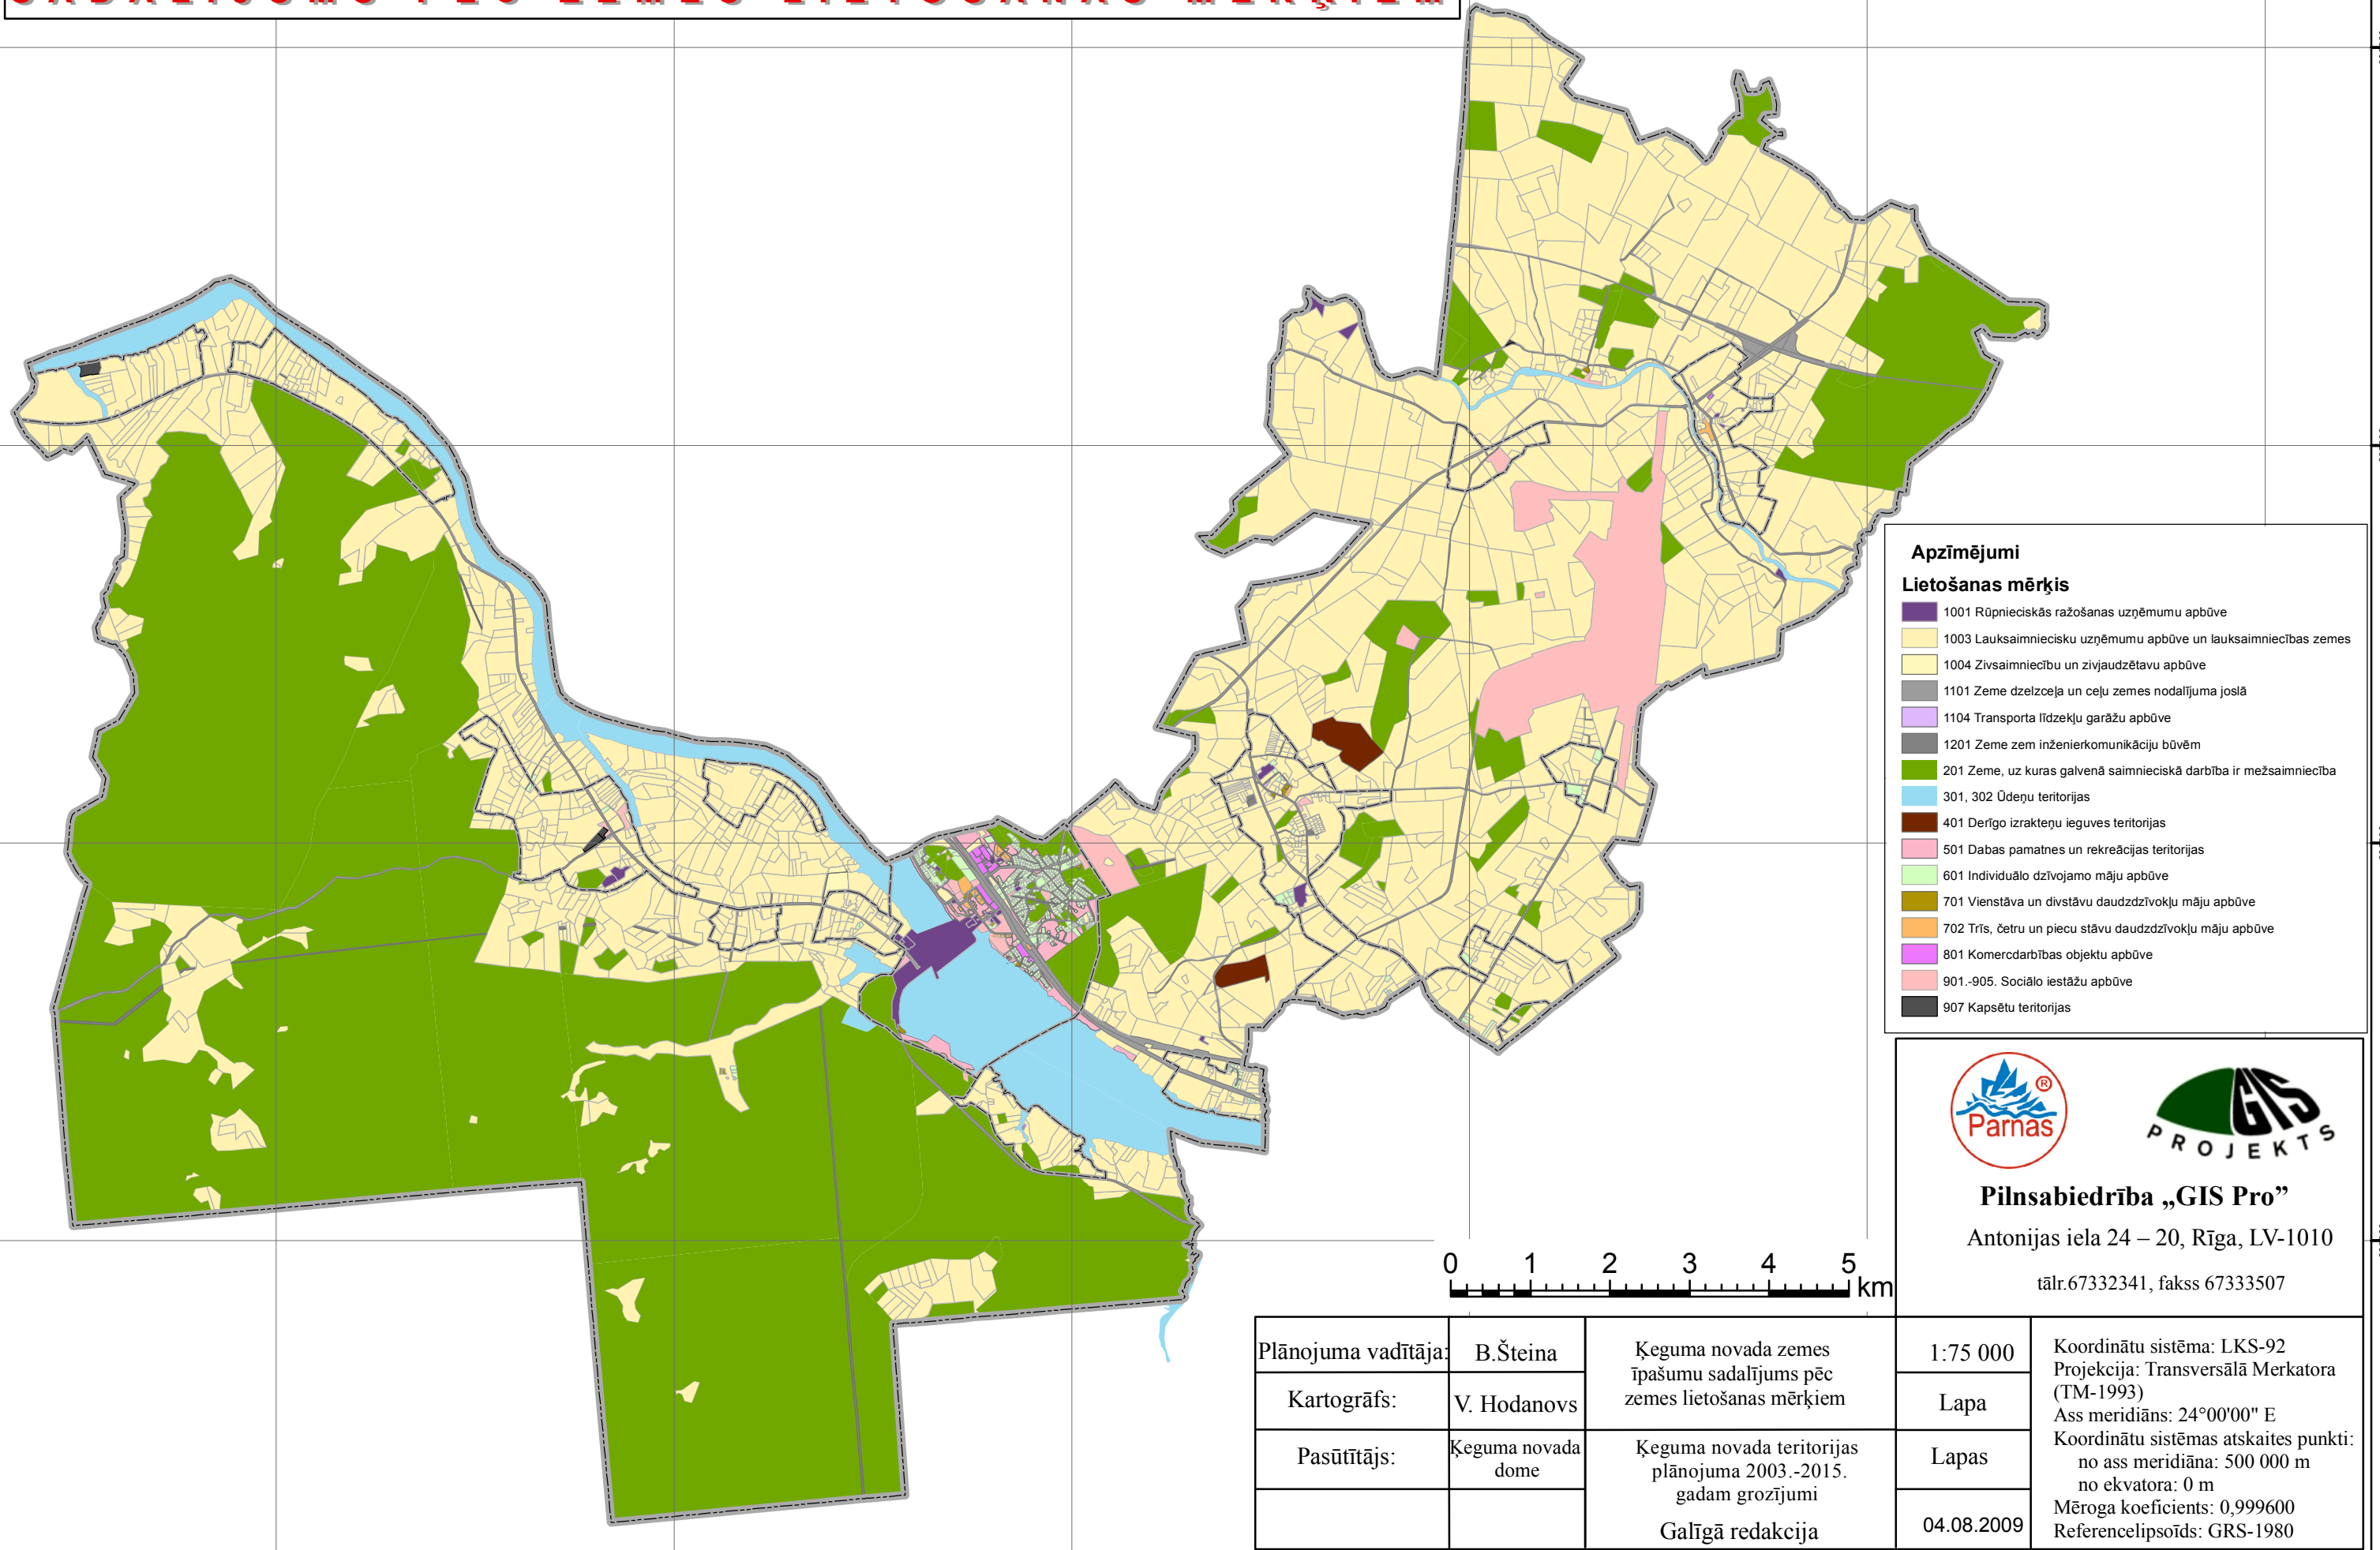 SADALĪJUMS PĒC ZEMES LIETOŠANAS MĒRĶIEM
Apzīmējumi
Lietošanas mērķis
1001 Rūpnieciskās ražošanas uzņēmumu apbūve
1003 Lauksaimniecisku uzņēmumu apbūve un lauksaimniecības zemes
1004 Zivsaimniecību un zivjaudzētavu apbūve
1101 Zeme dzelzceļa un ceļu zemes nodalījuma joslā
1104 Transporta līdzekļu garāžu apbūve
1201 Zeme zem inženierkomunikāciju būvēm
201 Zeme, uz kuras galvenā saimnieciskā darbība ir mežsaimniecība
301, 302 Ūdeņu teritorijas
401 Derīgo izrakteņu ieguves teritorijas
501 Dabas pamatnes un rekreācijas teritorijas
601 Individuālo dzīvojamo māju apbūve
701 Vienstāva un divstāvu daudzdzīvokļu māju apbūve
702 Trīs, četru un piecu stāvu daudzdzīvokļu māju apbūve
801 Komercdarbības objektu apbūve
901.-905. Sociālo iestāžu apbūve
907 Kapsētu teritorijas
Parnas ®
GIS
PROJEKTS
Pilnsabiedrība „GIS Pro”
Antonijas iela 24 – 20, Rīga, LV-1010
tālr.67332341, fakss 67333507
0 1 2 3 4 5 km
Plānojuma vadītāja:
B.Šteina
Ķeguma novada zemes
īpašumu sadalījums pēc
zemes lietošanas mērķiem
1:75 000
Kartogrāfs:
V. Hodanovs
Lapa
Pasūtītājs:
Ķeguma novada
dome
Ķeguma novada teritorijas
plānojuma 2003.-2015.
gadam grozījumi
Galīgā redakcija
Lapas
04.08.2009
Koordinātu sistēma: LKS-92
Projekcija: Transversālā Merkatora
(TM-1993)
Ass meridiāns: 24°00'00" E
Koordinātu sistēmas atskaites punkti:
no ass meridiāna: 500 000 m
no ekvatora: 0 m
Mēroga koeficients: 0,999600
Referencelipsoīds: GRS-1980